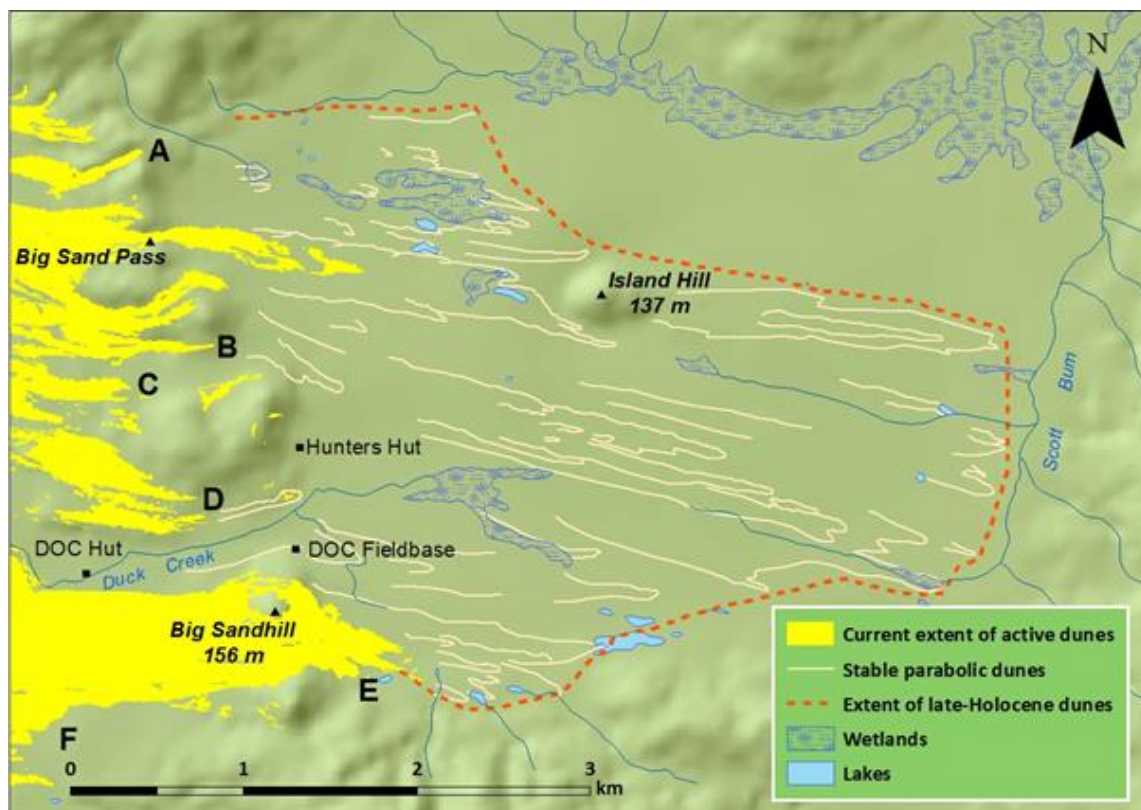 N
A
Big Sand Pass
Island Hill
137 m
B
C
Scott Bum
Hunters Hut
D
DOC Hut
Duck Creek
DOC Fieldbase
Big Sandhill
156 m
E
F
0 1 2 3
km
Current extent of active dunes
Stable parabolic dunes
Extent of late-Holocene dunes
Wetlands
Lakes